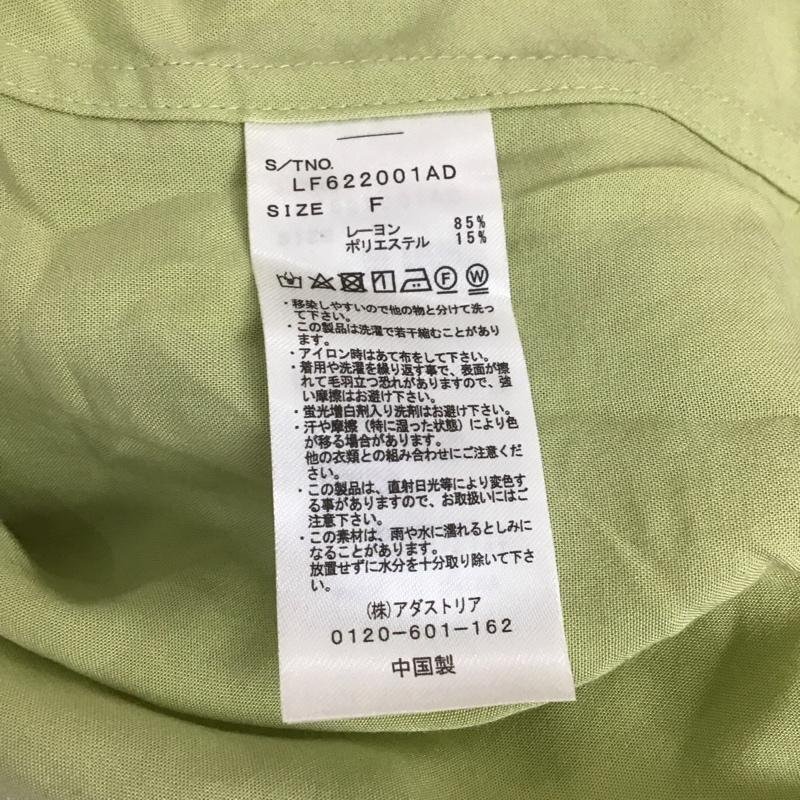 S/TNO.
LF622001AD
SIZE F
レーヨン 85%
ポリエステル 15%
F W
・移染しやすいので他の物と分けて洗っ
て下さい。
・この製品は洗濯で若干縮むことがあり
ます。
・アイロン時はあて布をして下さい。
・着用や洗濯を繰り返す事で、表面が擦
れて毛羽立つ恐れがありますので、強
い摩擦はお避け下さい。
・蛍光増白剤入り洗剤はお避け下さい。
・汗や摩擦（特に湿った状態）により色
が移る場合があります。
他の衣類との組み合わせにご注意くだ
さい。
・この製品は、直射日光等により変色す
る事がありますので、お取扱いにはご
注意下さい。
・この素材は、雨や水に濡れるとしみに
なることがあります。
放置せずに水分を十分取り除いて下さ
い。
(株)アダストリア
0120-601-162
中国製